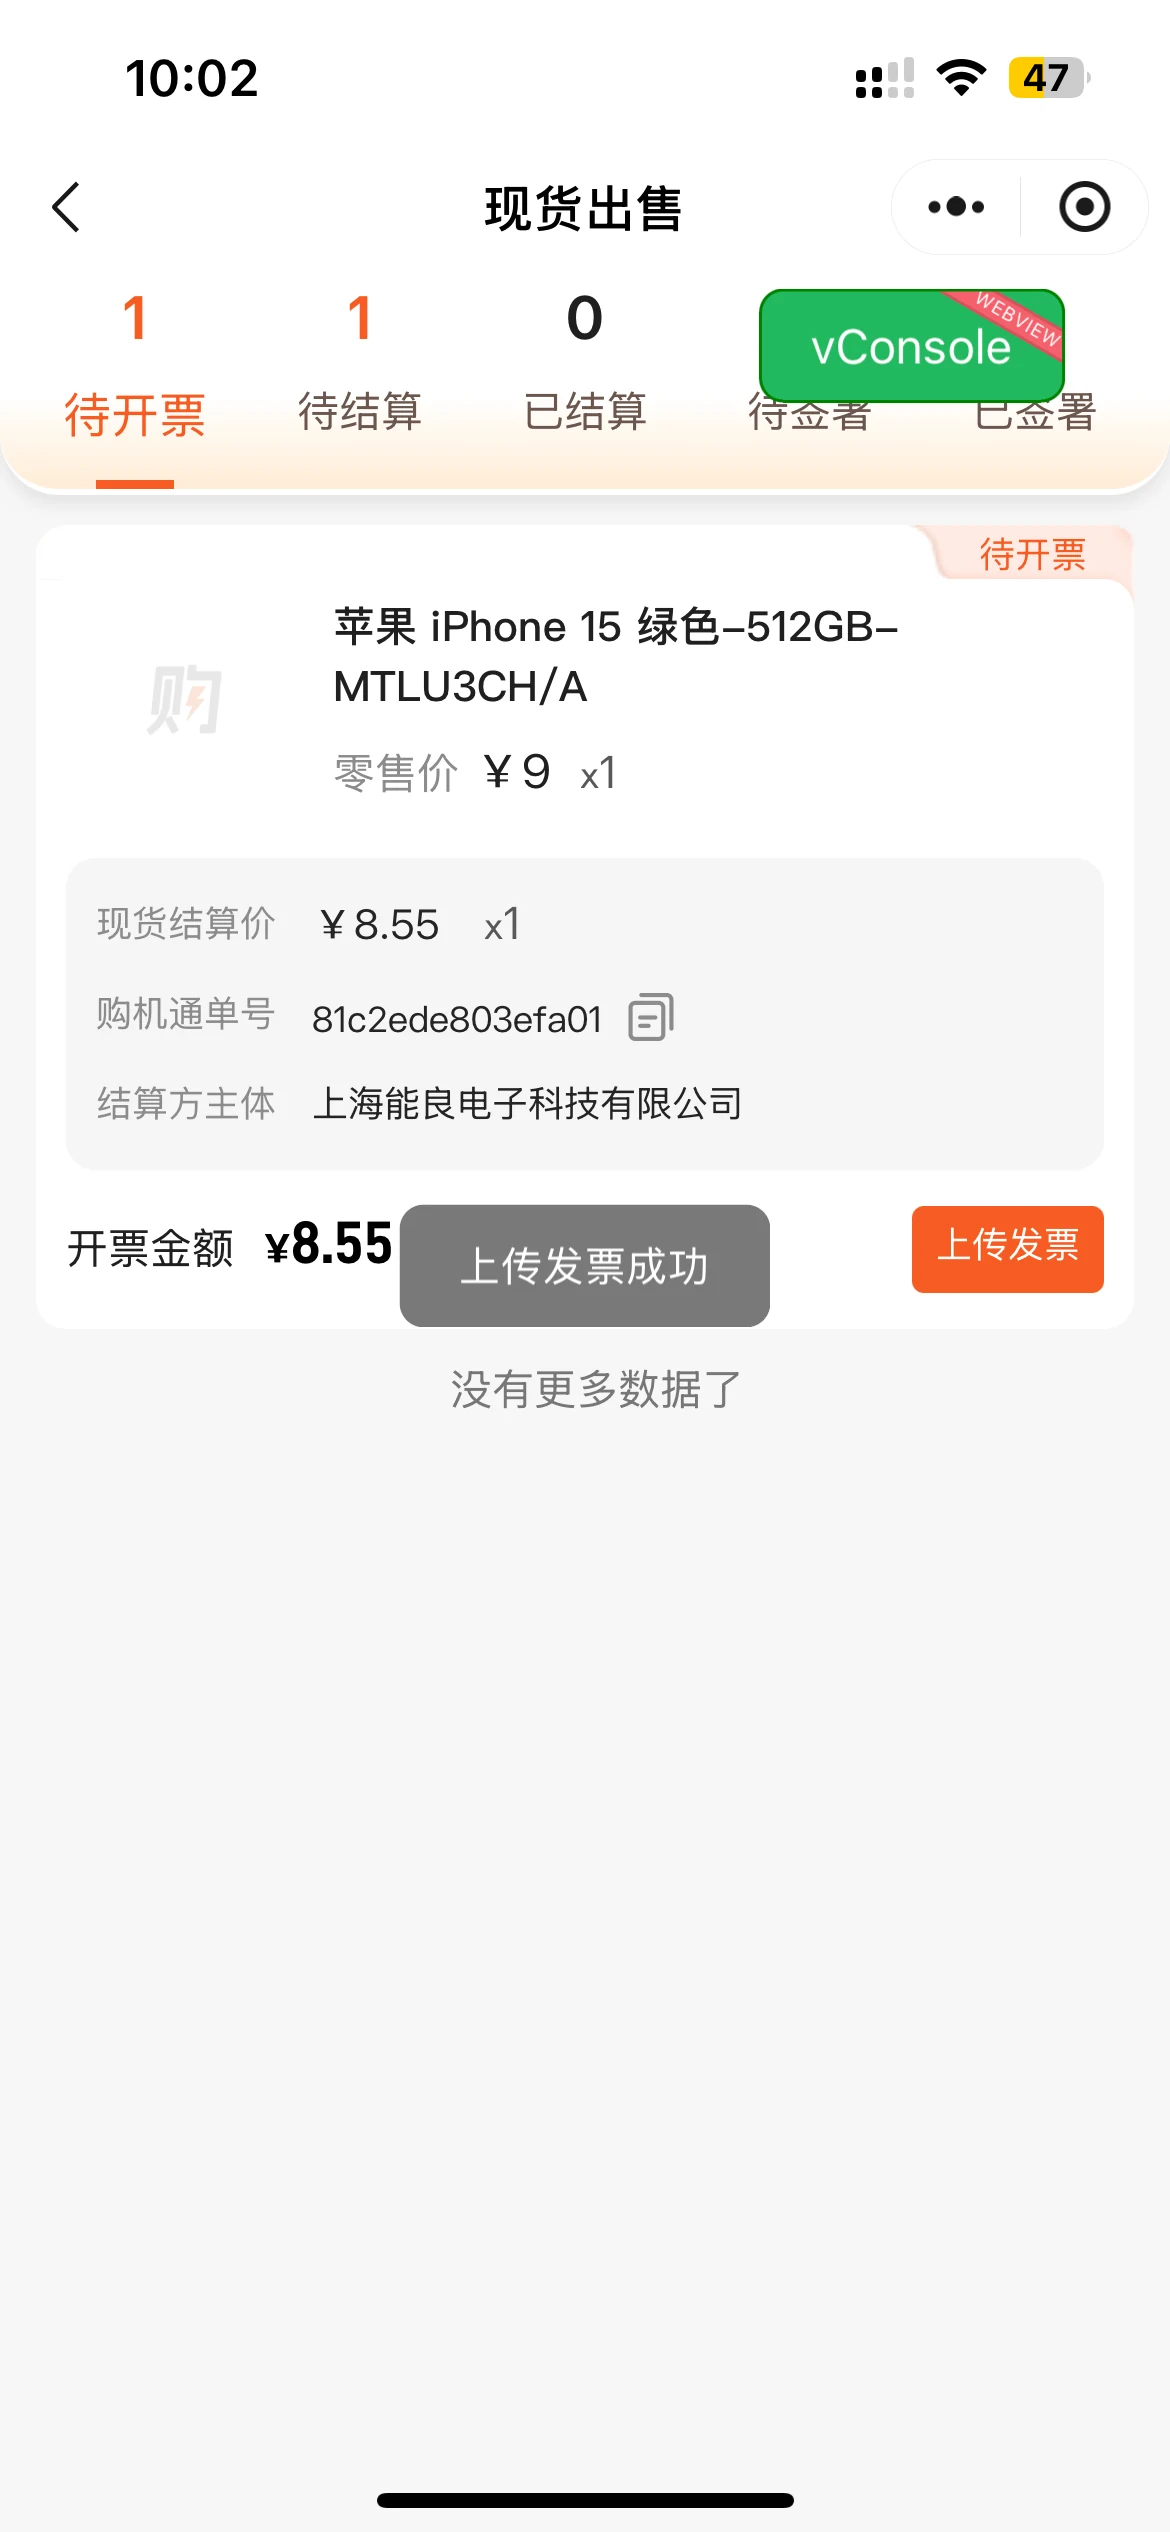 10:02
47
现货出售
1
1
0
vConsole
WEBVIEW
待开票
待结算
已结算
待签署
已签署
待开票
苹果 iPhone 15 绿色-512GB-
MTLU3CH/A
购
零售价 ¥9 x1
现货结算价 ¥8.55 x1
购机通单号 81c2ede803efa01
结算方主体 上海能良电子科技有限公司
开票金额 ¥8.55
上传发票成功
上传发票
没有更多数据了